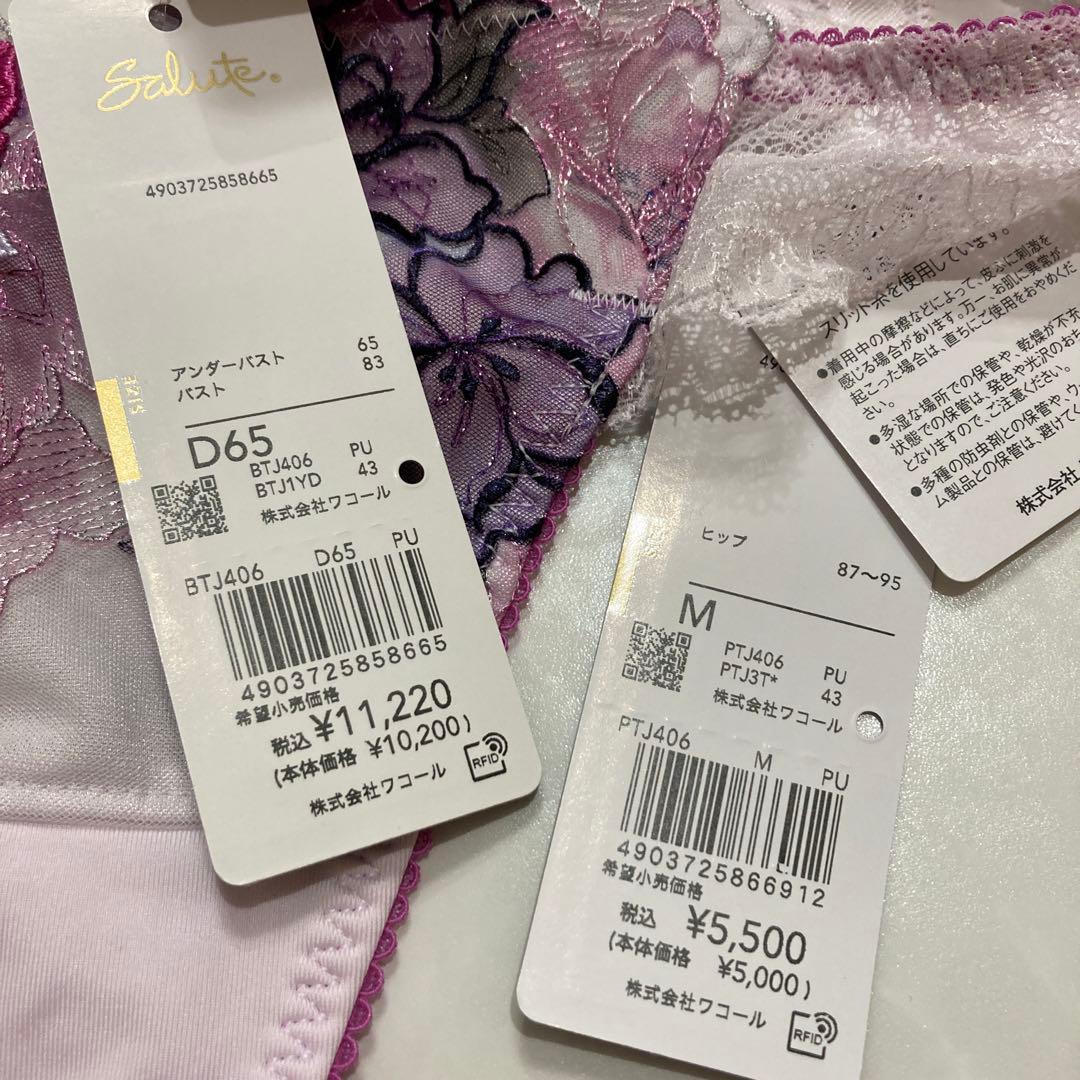 Salute.
4903725858665
アンダーバスト 65
バスト 83
SIZE
D65
BTJ406 PU
BTJ1YD 43
株式会社ワコール
BTJ406 D65 PU
4903725858665
希望小売価格
税込 ¥11,220
(本体価格 ¥10,200)
株式会社ワコール
RFID
49
ヒップ
87〜95
M
PTJ406 PU
PTJ3T* 43
株式会社ワコール
PTJ406 M PU
4903725866912
希望小売価格
税込 ¥5,500
(本体価格 ¥5,000)
株式会社ワコール
RFID
スリット糸を使用しています。
●着用中の摩擦などによって、皮ふに刺激を
感じる場合があります。万一、お肌に異常が
起こった場合は、直ちにご使用をおやめくだ
さい。
●多湿な場所での保管や、乾燥が不充
状態での保管は、発色や光沢のおち
となりますので、ご注意ください。
●多種の防虫剤との保管や、ウ
ム製品との保管は、避けてく
株式会社